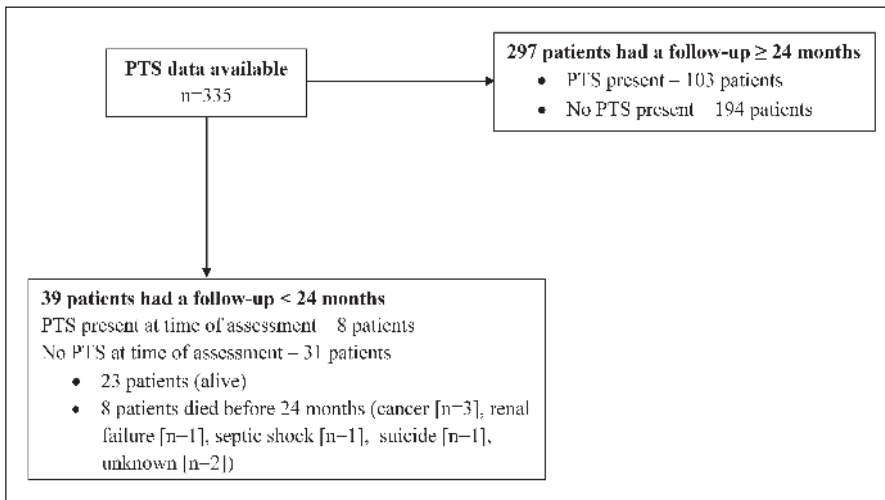 PTS data available
n=335
297 patients had a follow-up ≥ 24 months
• PTS present – 103 patients
• No PTS present   194 patients
39 patients had a follow-up < 24 months
PTS present at time of assessment   8 patients
No PTS at time of assessment – 31 patients
• 23 patients (alive)
• 8 patients died before 24 months (cancer [n=3], renal
failure [n=1], septic shock [n=1], suicide [n=1],
unknown [n=2])